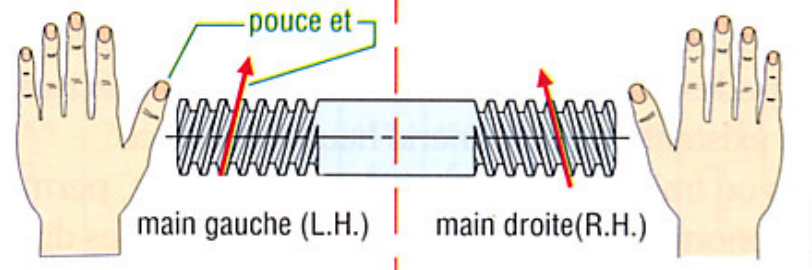 pouce et
main gauche (L.H.)
main droite(R.H.)